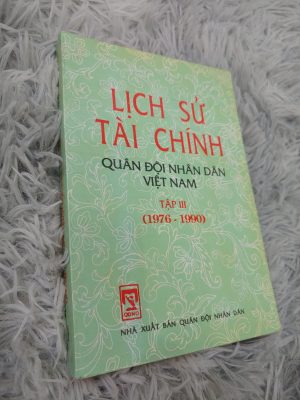 LỊCH SỬ
TÀI CHÍNH
QUÂN ĐỘI NHÂN DÂN
VIỆT NAM
TẬP III
(1976 - 1990)
QĐND
NHÀ XUẤT BẢN QUÂN ĐỘI NHÂN DÂN